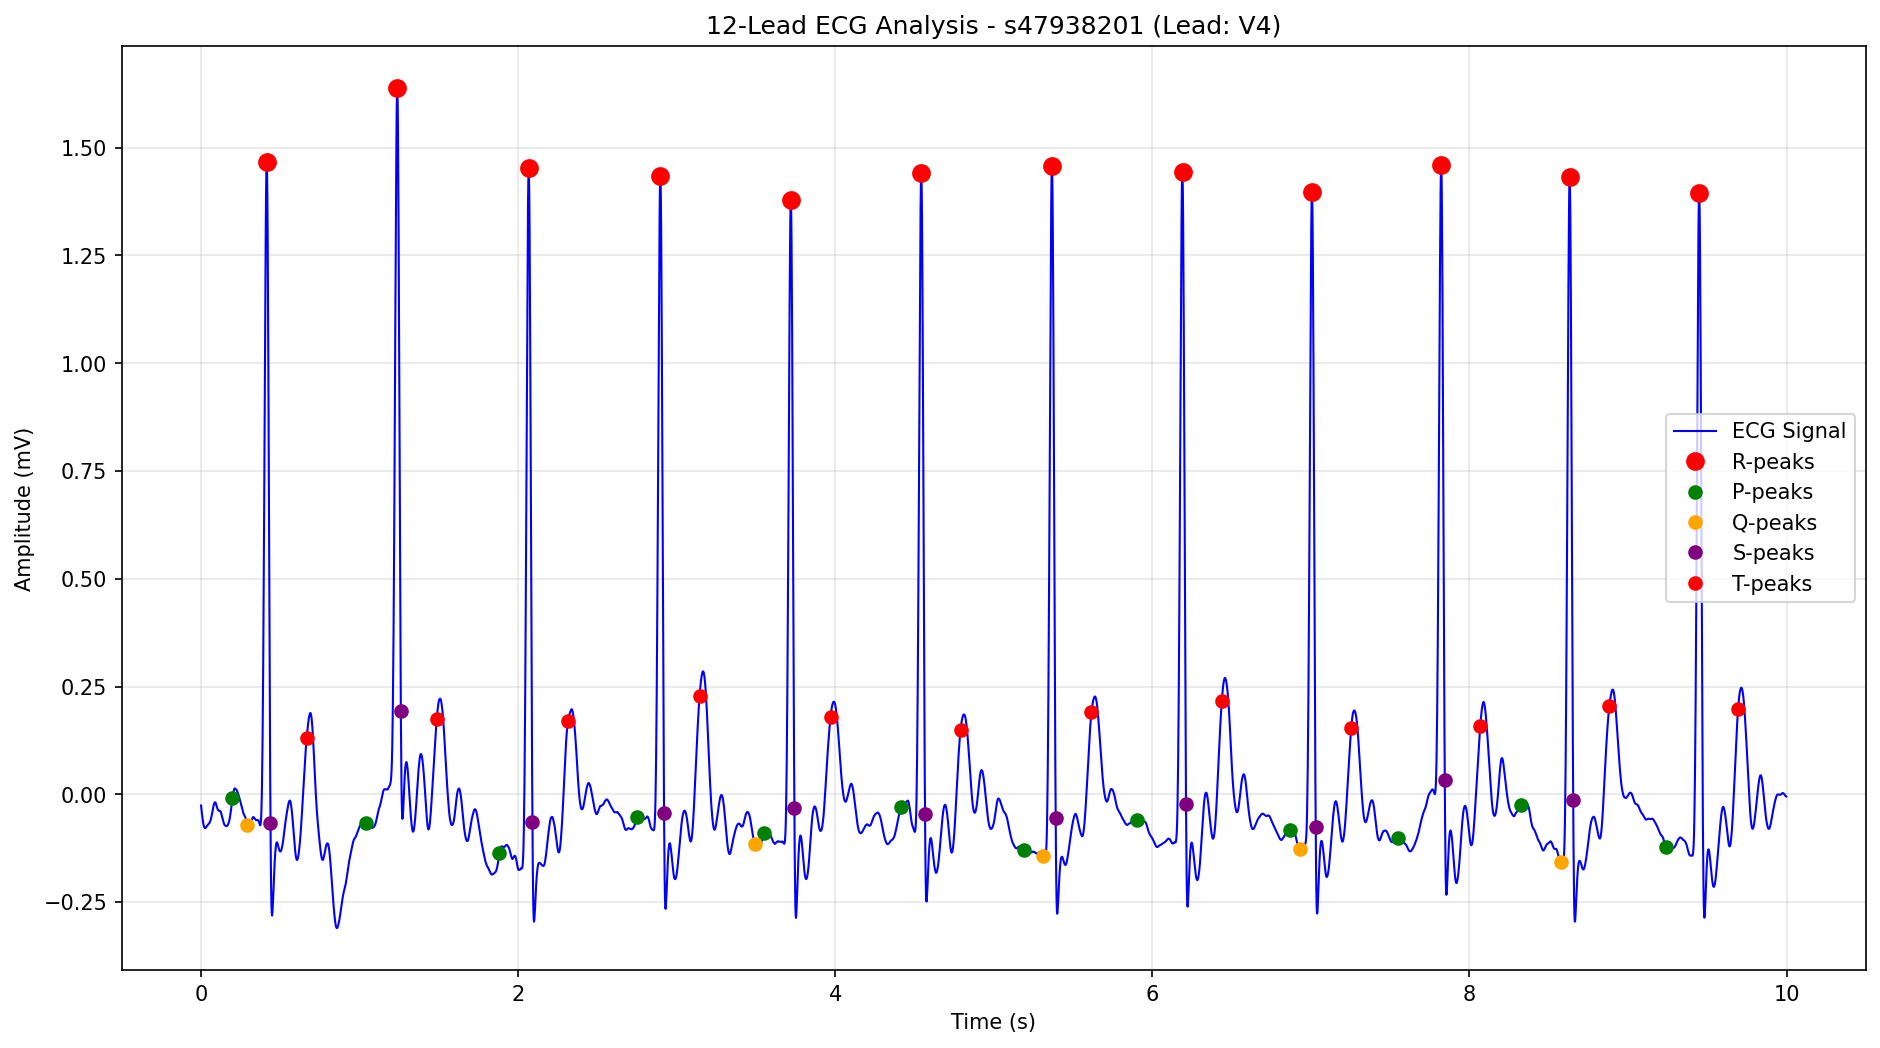 12-Lead ECG Analysis - s47938201 (Lead: V4)
Amplitude (mV)
1.50
1.25
1.00
0.75
0.50
0.25
0.00
−0.25
ECG Signal
R-peaks
P-peaks
Q-peaks
S-peaks
T-peaks
0 2 4 6 8 10
Time (s)